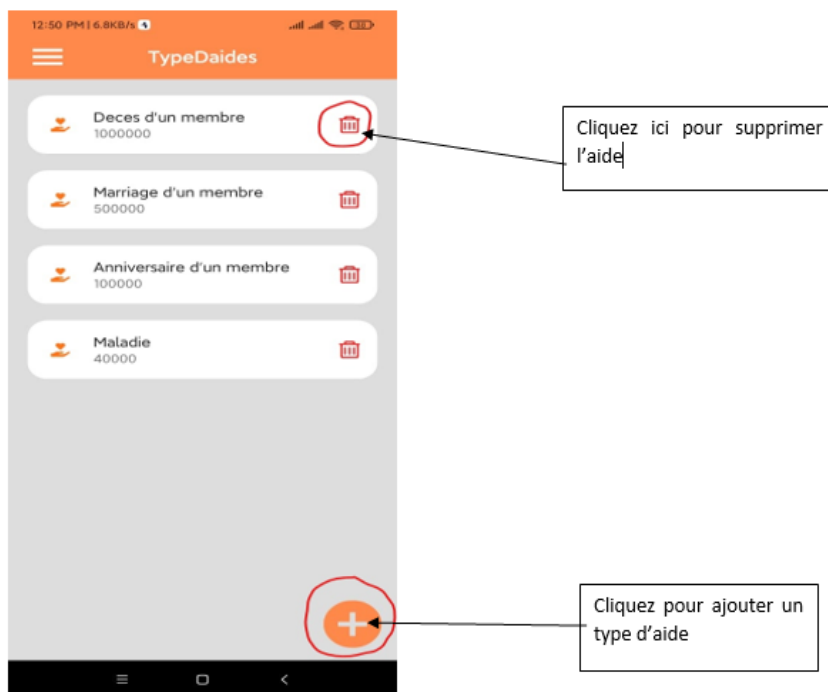 12:50 PM | 6.8KB/s
TypeDaides
Deces d'un membre
1000000
Cliquez ici pour supprimer
l'aide
Marriage d'un membre
500000
Anniversaire d'un membre
100000
Maladie
40000
Cliquez pour ajouter un
type d'aide